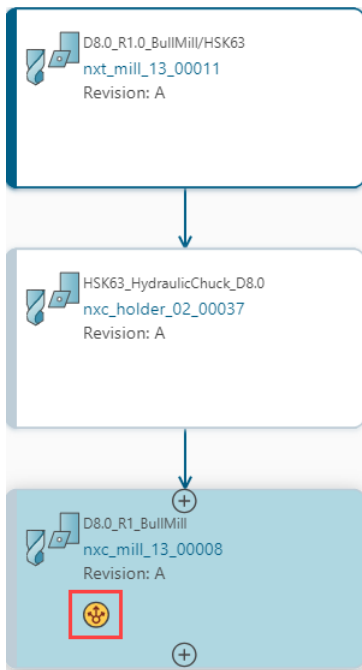 D8.0_R1.0_BullMill/HSK63
nxt_mill_13_00011
Revision: A
HSK63_HydraulicChuck_D8.0
nxc_holder_02_00037
Revision: A
D8.0_R1_BullMill
nxc_mill_13_00008
Revision: A